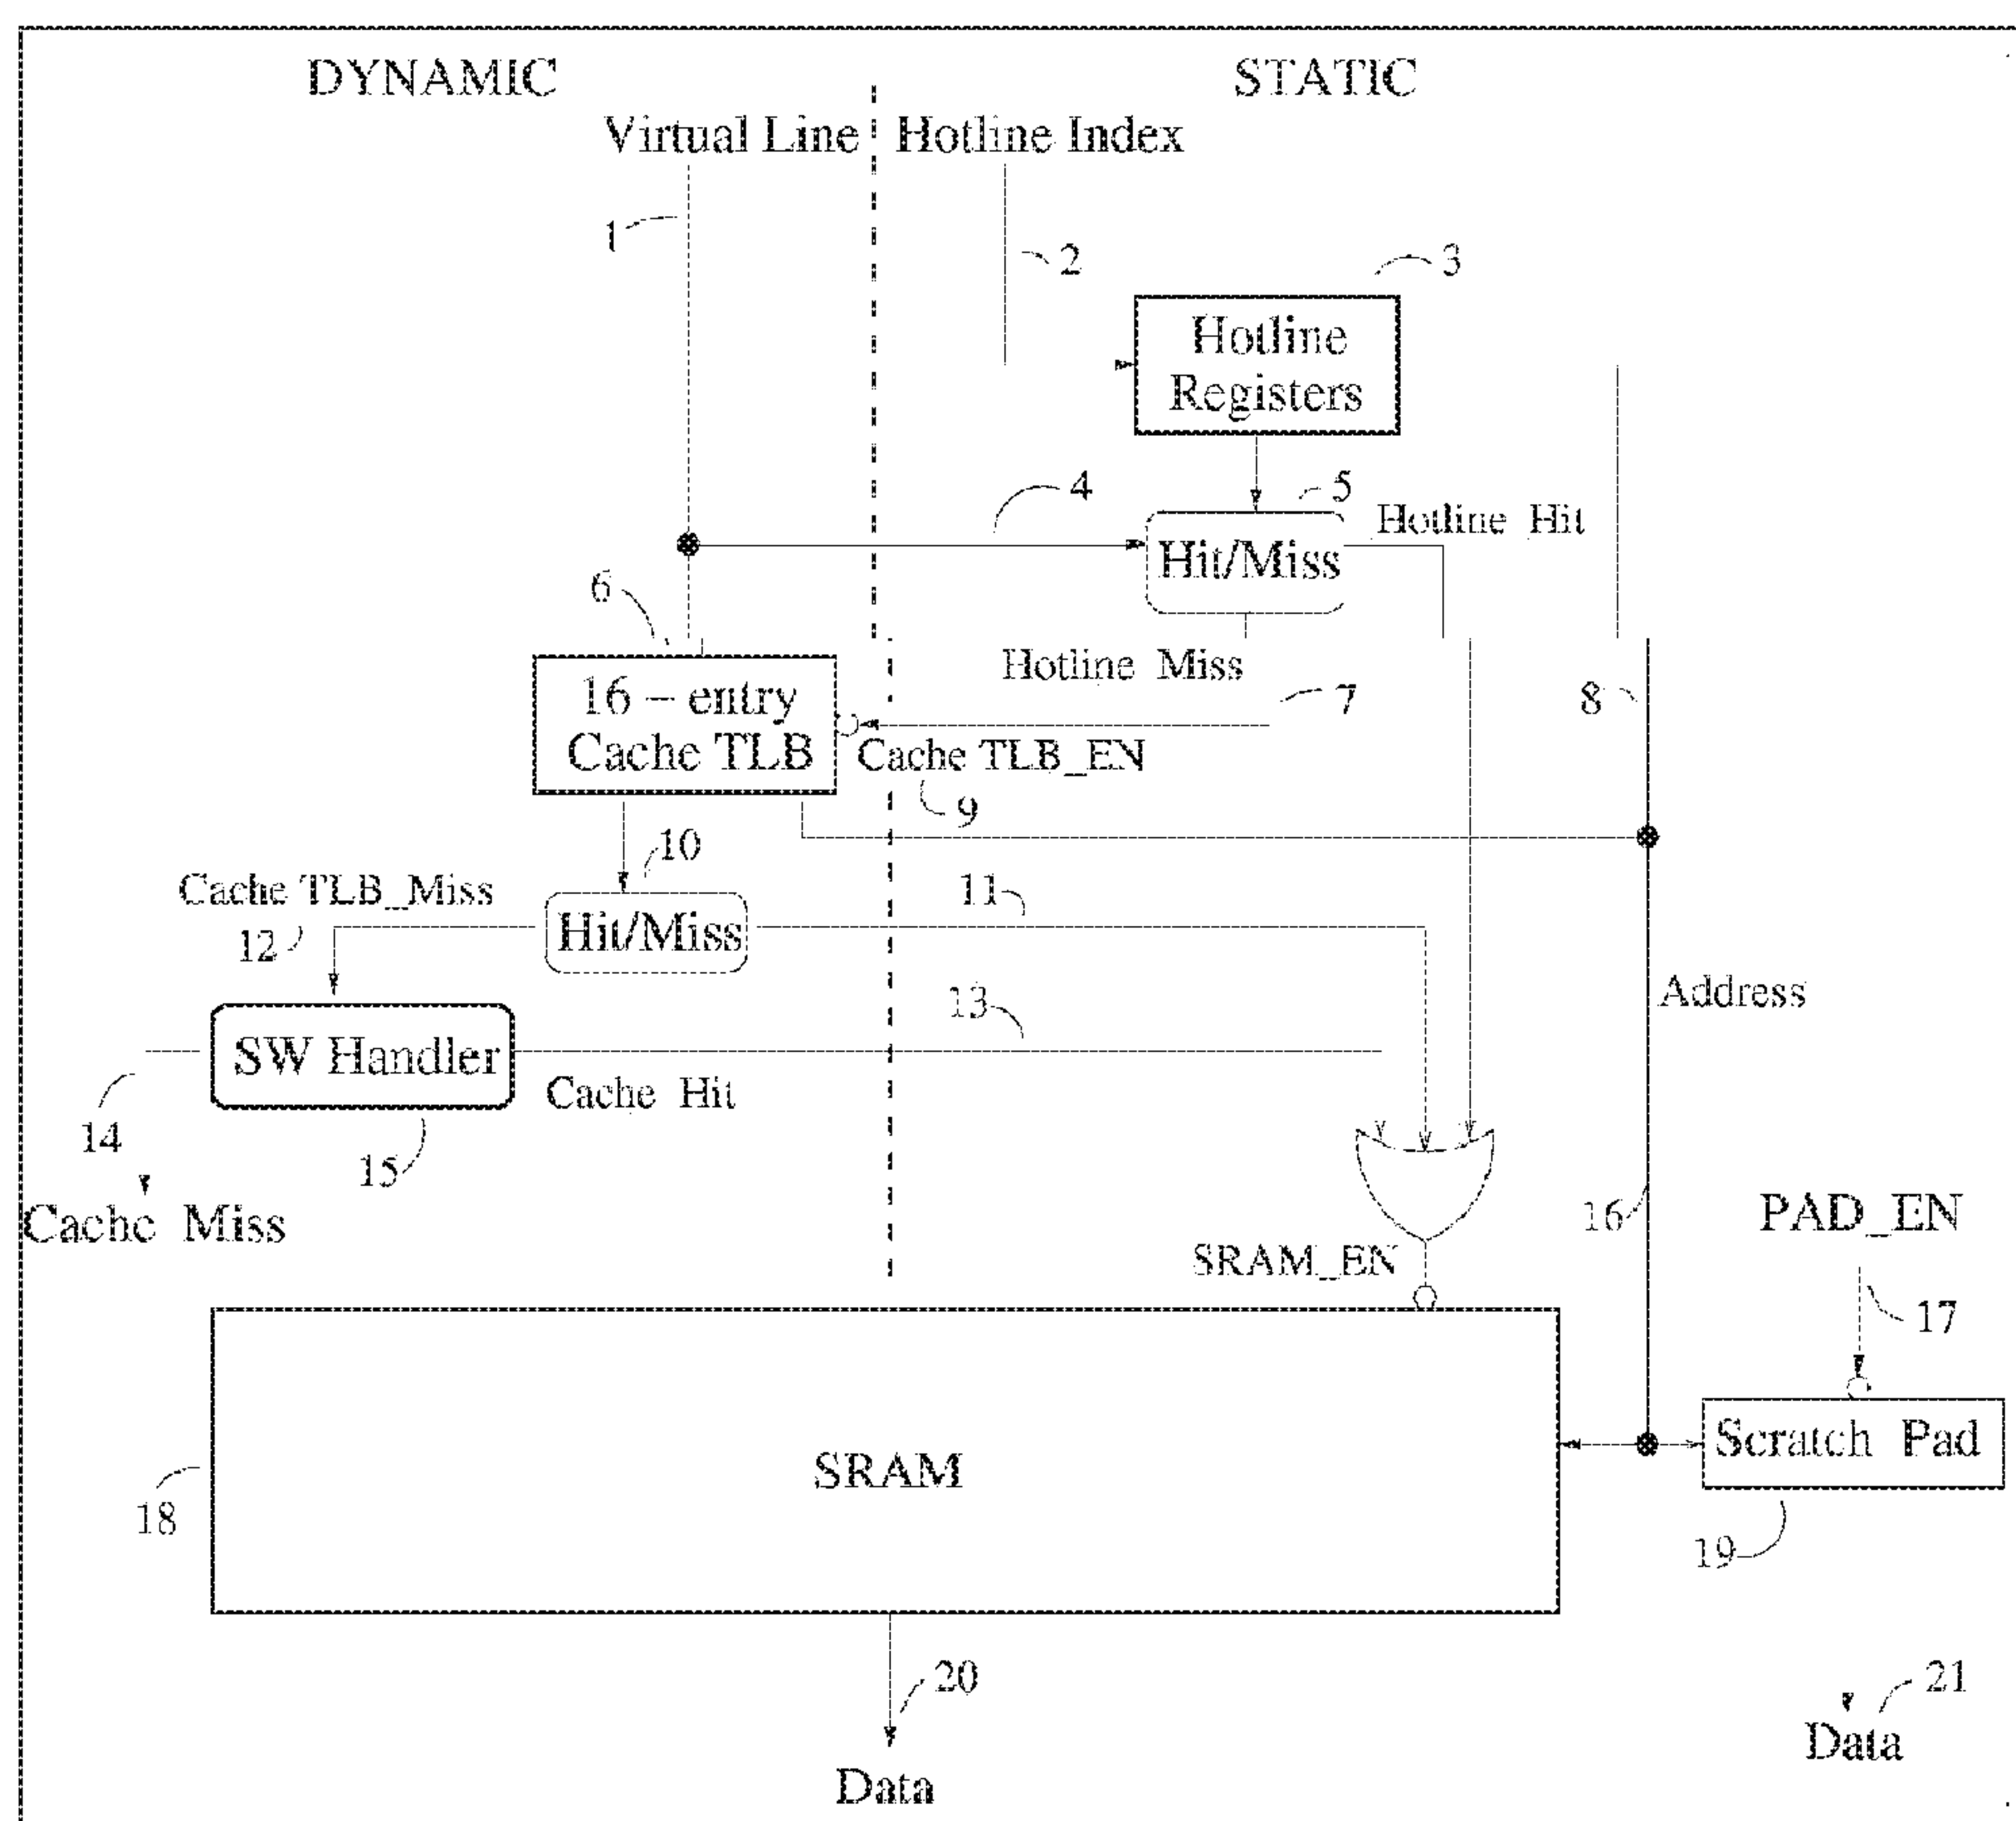 DYNAMIC
STATIC
Virtual Line
Hotline Index
1
2
3
Hotline
Registers
4
5
Hotline Hit
Hit/Miss
6
Hotline Miss
16 – entry
Cache TLB
7
8
Cache TLB_EN
9
10
Cache TLB_Miss
11
12
Hit/Miss
13
Address
SW Handler
Cache Hit
14
15
Cache Miss
16
PAD_EN
SRAM_EN
17
Scratch Pad
SRAM
18
19
20
21
Data
Data